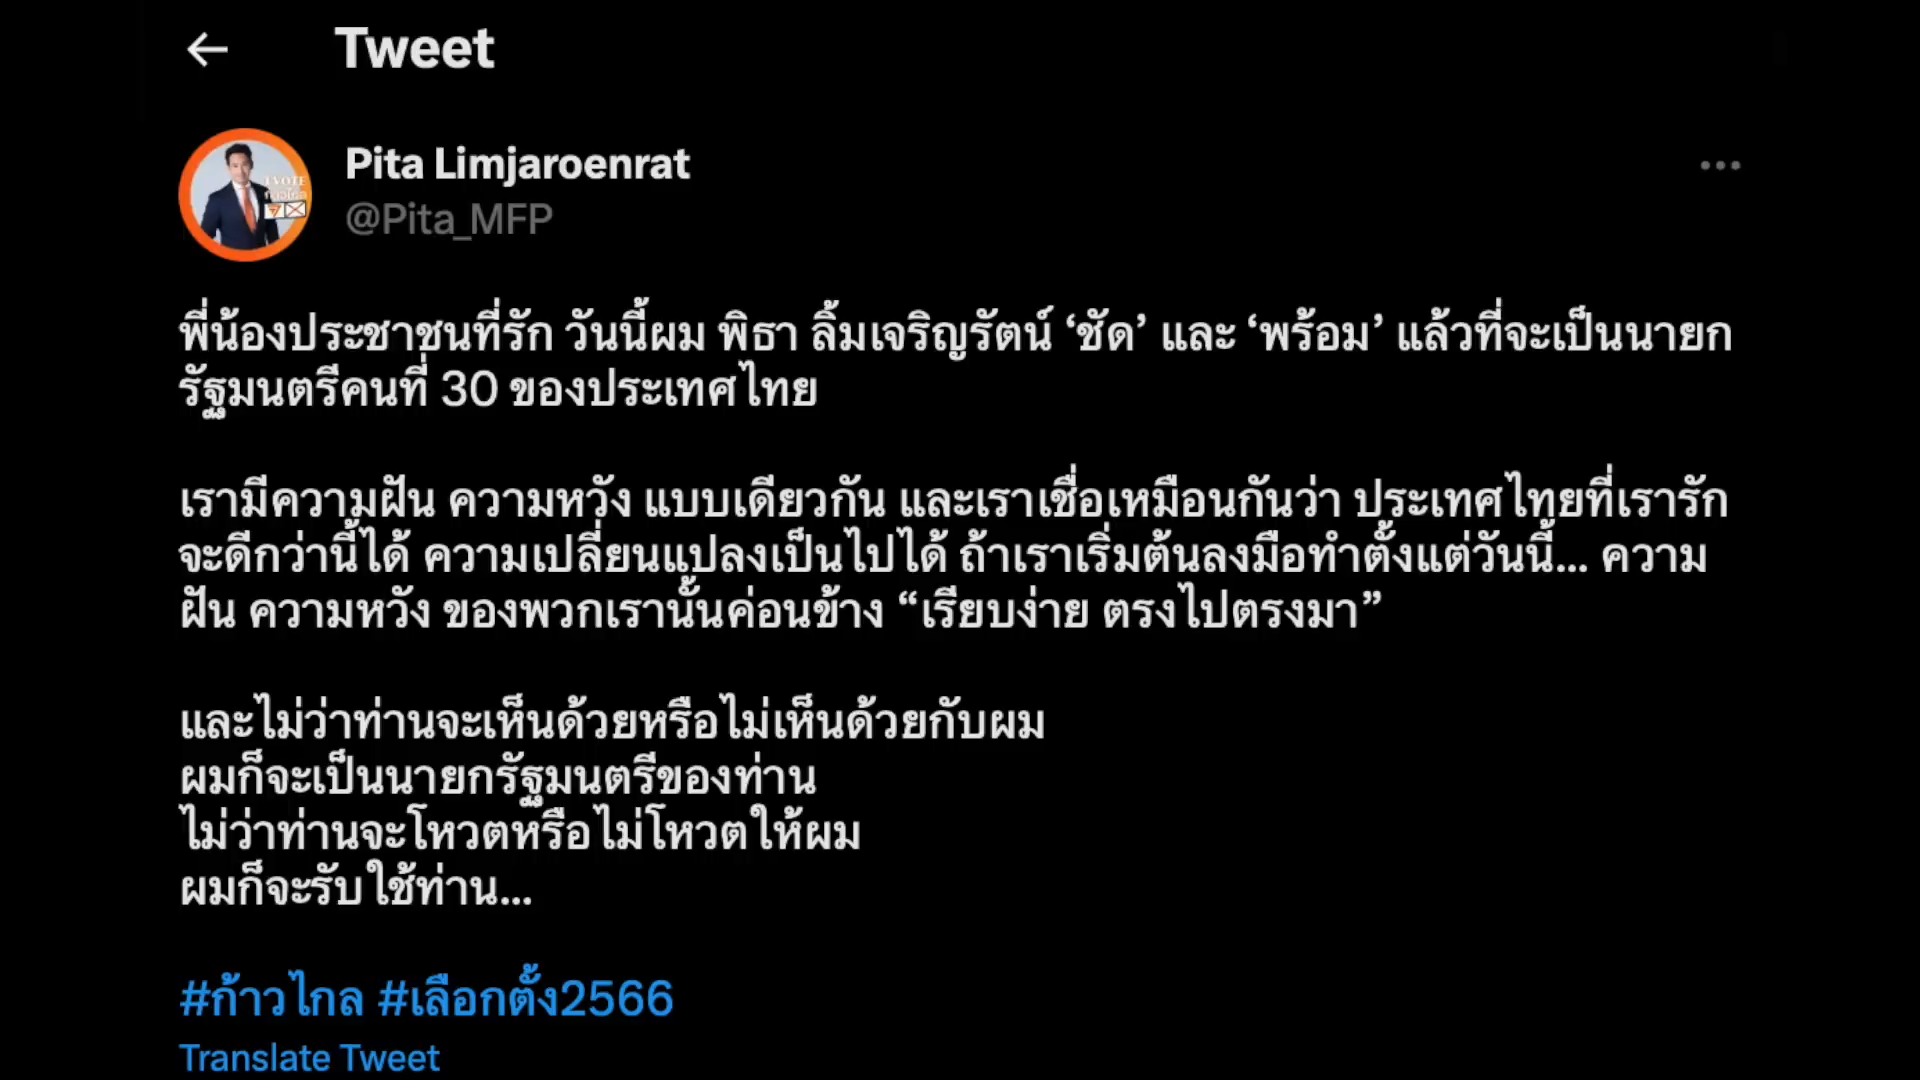 Tweet
Pita Limjaroenrat
@Pita_MFP
พี่น้องประชาชนที่รัก วันนี้ผม พิธา ลิ้มเจริญรัตน์ ‘ชัด’ และ ‘พร้อม’ แล้วที่จะเป็นนายก
รัฐมนตรีคนที่ 30 ของประเทศไทย
เรามีความฝัน ความหวัง แบบเดียวกัน และเราเชื่อเหมือนกันว่า ประเทศไทยที่เรารัก
จะดีกว่านี้ได้ ความเปลี่ยนแปลงเป็นไปได้ ถ้าเราเริ่มต้นลงมือทำตั้งแต่วันนี้... ความ
ฝัน ความหวัง ของพวกเรานั้นค่อนข้าง “เรียบง่าย ตรงไปตรงมา”
และไม่ว่าท่านจะเห็นด้วยหรือไม่เห็นด้วยกับผม
ผมก็จะเป็นนายกรัฐมนตรีของท่าน
ไม่ว่าท่านจะโหวตหรือไม่โหวตให้ผม
ผมก็จะรับใช้ท่าน...
#ก้าวไกล #เลือกตั้ง2566
Translate Tweet